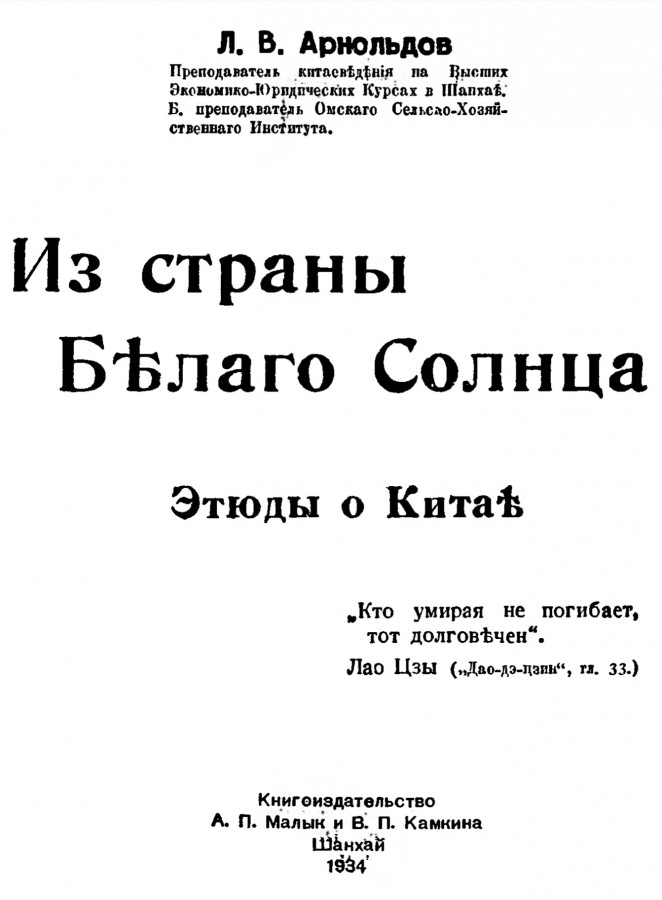 Л. В. Арнольдов
Преподаватель китаевѣдѣнія на Высших
Экономико-Юридических Курсах в Шанхаѣ.
Б. преподаватель Омскаго Сельско-Хозяй-
ственнаго Института.
Из страны
Бѣлаго Солнца
Этюды о Китаѣ
„Кто умирая не погибает,
тот долговѣчен“.
Лао Цзы („Дао-дэ-цзин“, гл. 33.)
Книгоиздательство
А. П. Малык и В. П. Камкина
Шанхай
1934